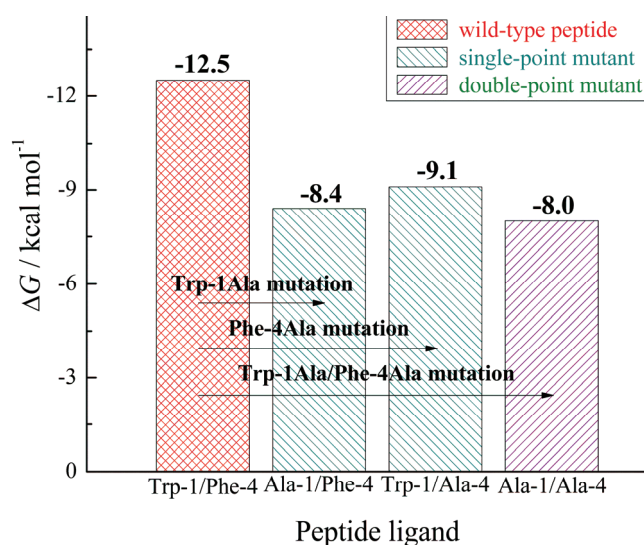 wild-type peptide
single-point mutant
double-point mutant
-12.5
-8.4
-9.1
-8.0
-12
-9
-6
-3
0
ΔG / kcal mol⁻¹
Trp-1Ala mutation
Phe-4Ala mutation
Trp-1Ala/Phe-4Ala mutation
Trp-1/Phe-4 Ala-1/Phe-4 Trp-1/Ala-4 Ala-1/Ala-4
Peptide ligand